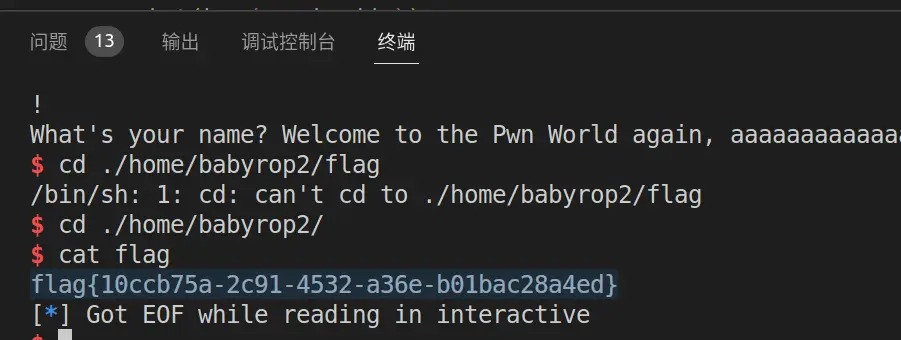 问题 13 输出 调试控制台 终端
!
What's your name? Welcome to the Pwn World again, aaaaaaaaaaaaa
$ cd ./home/babyrop2/flag
/bin/sh: 1: cd: can't cd to ./home/babyrop2/flag
$ cd ./home/babyrop2/
$ cat flag
flag{10ccb75a-2c91-4532-a36e-b01bac28a4ed}
[*] Got EOF while reading in interactive
$